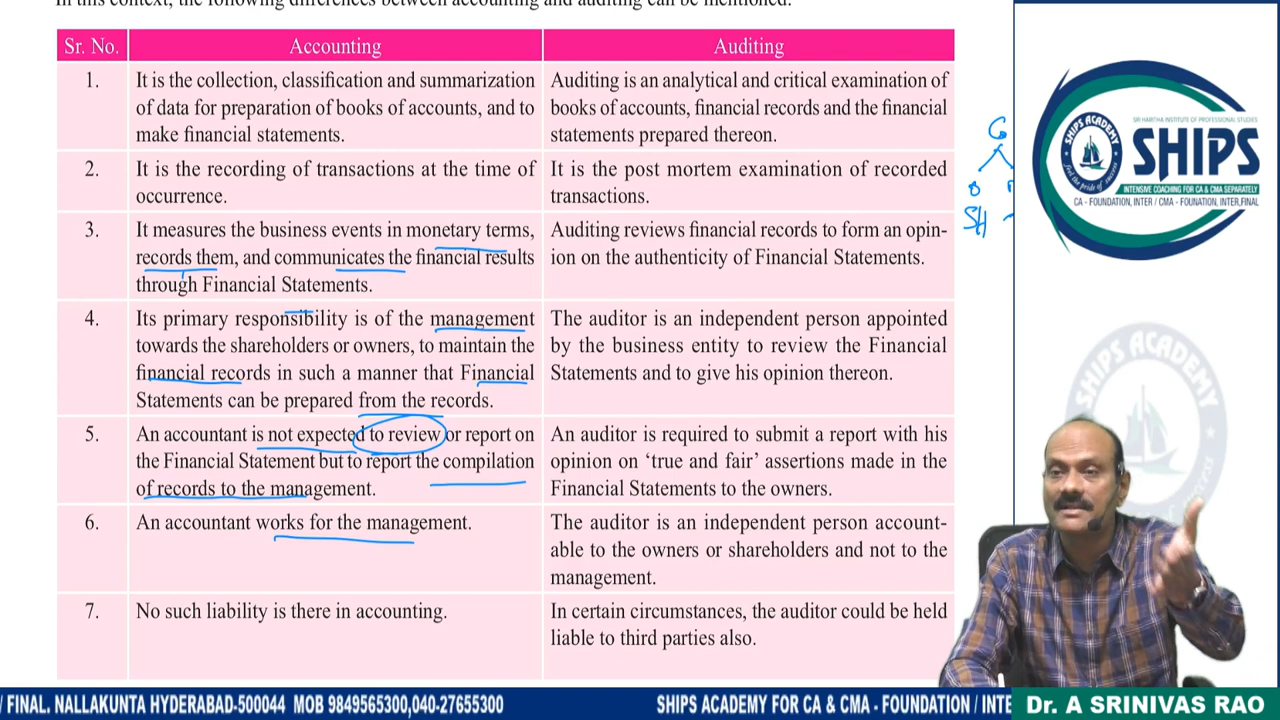 In this context, the following differences between accounting and auditing can be mentioned:
Sr. No. Accounting Auditing
1. It is the collection, classification and summarization
of data for preparation of books of accounts, and to
make financial statements.
Auditing is an analytical and critical examination of
books of accounts, financial records and the financial
statements prepared thereon.
2. It is the recording of transactions at the time of
occurrence.
It is the post mortem examination of recorded
transactions.
3. It measures the business events in monetary terms,
records them, and communicates the financial results
through Financial Statements.
Auditing reviews financial records to form an opin-
ion on the authenticity of Financial Statements.
4. Its primary responsibility is of the management
towards the shareholders or owners, to maintain the
financial records in such a manner that Financial
Statements can be prepared from the records.
The auditor is an independent person appointed
by the business entity to review the Financial
Statements and to give his opinion thereon.
5. An accountant is not expected to review or report on
the Financial Statement but to report the compilation
of records to the management.
An auditor is required to submit a report with his
opinion on ‘true and fair’ assertions made in the
Financial Statements to the owners.
6. An accountant works for the management.
The auditor is an independent person account-
able to the owners or shareholders and not to the
management.
7. No such liability is there in accounting.
In certain circumstances, the auditor could be held
liable to third parties also.
SH
SRI HARITHA INSTITUTE OF PROFESSIONAL STUDIES
SHIPS ACADEMY
feel the pride of success
SHIPS
INTENSIVE COACHING FOR CA & CMA SEPARATELY
CA - FOUNDATION, INTER / CMA - FOUNATION, INTER,FINAL
SHIPS ACADEMY
/ FINAL. NALLAKUNTA HYDERABAD-500044 MOB 9849565300,040-27655300
SHIPS ACADEMY FOR CA & CMA - FOUNDATION / INTE
Dr. A SRINIVAS RAO